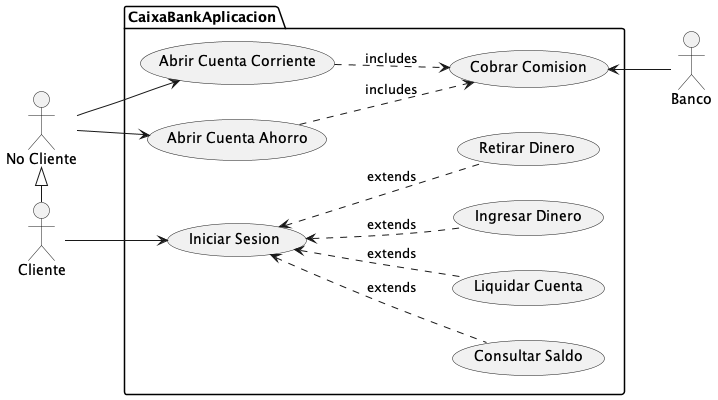 CaixaBankAplicacion
Abrir Cuenta Corriente
includes
Cobrar Comision
Banco
includes
Abrir Cuenta Ahorro
No Cliente
Retirar Dinero
extends
Ingresar Dinero
extends
Iniciar Sesion
extends
Cliente
Liquidar Cuenta
extends
Consultar Saldo